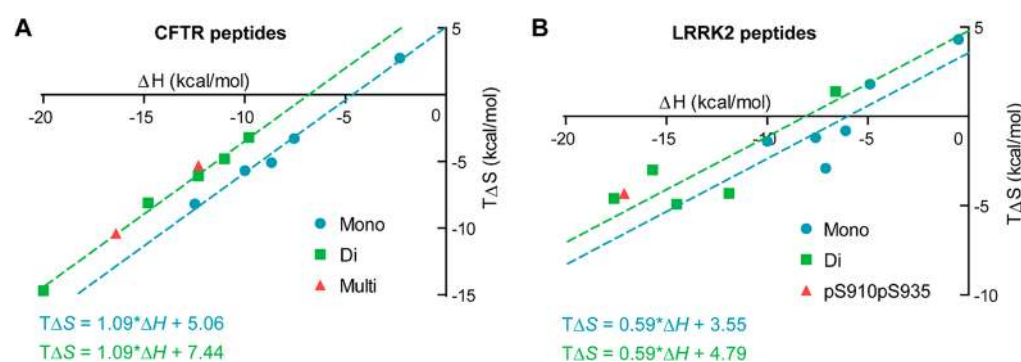 A
CFTR peptides
ΔH (kcal/mol)
-20
-15
-10
-5
0
5
-5
-10
-15
TΔS (kcal/mol)
Mono
Di
Multi
TΔS = 1.09*ΔH + 5.06
TΔS = 1.09*ΔH + 7.44
B
LRRK2 peptides
ΔH (kcal/mol)
-20
-15
-10
-5
0
5
-5
-10
TΔS (kcal/mol)
Mono
Di
pS910pS935
TΔS = 0.59*ΔH + 3.55
TΔS = 0.59*ΔH + 4.79